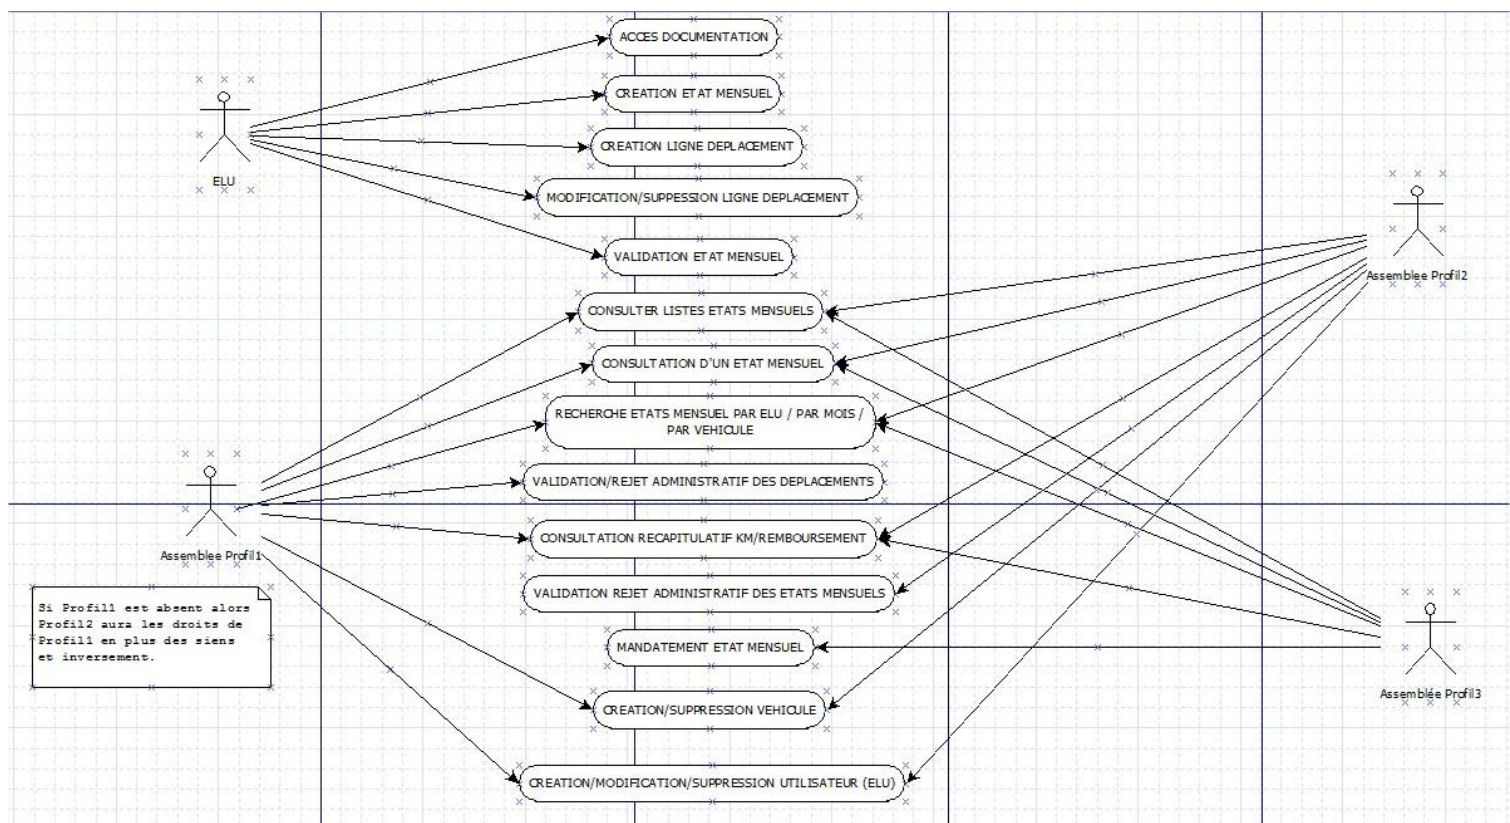 ACCES DOCUMENTATION
CREATION ETAT MENSUEL
CREATION LIGNE DEPLACEMENT
ELU
MODIFICATION/SUPPESSION LIGNE DEPLACEMENT
VALIDATION ETAT MENSUEL
Assemblee Profil2
CONSULTER LISTES ETATS MENSUELS
CONSULTATION D'UN ETAT MENSUEL
RECHERCHE ETATS MENSUEL PAR ELU / PAR MOIS /
PAR VEHICULE
VALIDATION/REJET ADMINISTRATIF DES DEPLACEMENTS
CONSULTATION RECAPITULATIF KM/REMBOURSEMENT
Assemblee Profil1
VALIDATION REJET ADMINISTRATIF DES ETATS MENSUELS
Si Profil1 est absent alors
Profil2 aura les droits de
Profil1 en plus des siens
et inversement.
MANDATEMENT ETAT MENSUEL
Assemblée Profil3
CREATION/SUPPRESSION VEHICULE
CREATION/MODIFICATION/SUPPRESSION UTILISATEUR (ELU)